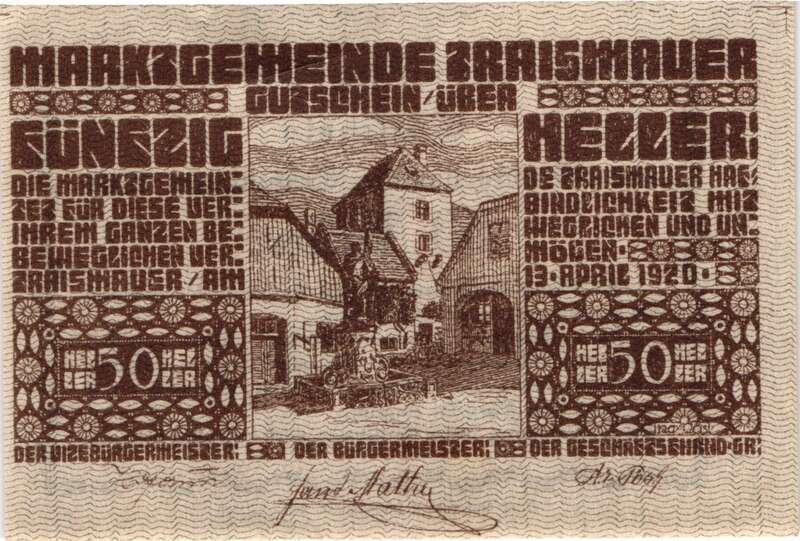 MARKTGEMEINDE TRAISMAUER
GUTSCHEIN / ÜBER
FÜNFZIG HELLER:
DIE MARKTGEMEIN: DE TRAISMAUER HAF
TET FÜR DIESE VER: BINDLICHKEIT MIT
IHREM GANZEN BE: WEGLICHEN UND UN
BEWEGLICHEN VER: MÖGEN·
TRAISMAUER / AM 13·APRIL 1920·
HEL 50 HEL
LER LER
HEL 50 HEL
LER LER
DER VIZEBÜRGERMEISTER: DER BÜRGERMEISTER: DER GESCHAEFTSFÜHRD·GR: